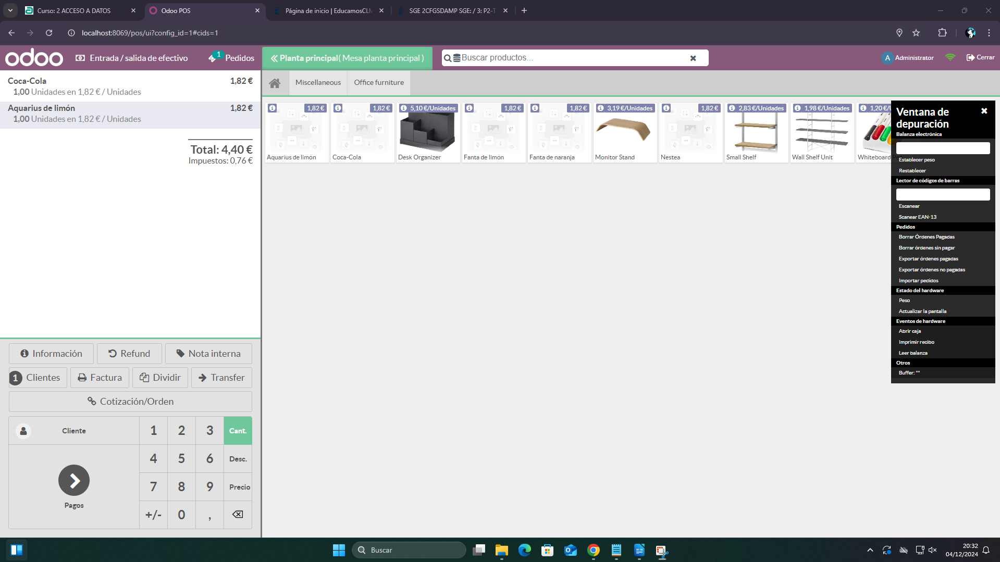 Curso: 2 ACCESO A DATOS
Odoo POS
Página de inicio | EducamosCLM
SGE 2CFGSDAMP SGE: / 3: P2-T
localhost:8069/pos/ui?config_id=1#cids=1
odoo
Entrada / salida de efectivo
1
Pedidos
Planta principal( Mesa planta principal )
Buscar productos...
A
Administrator
Cerrar
Coca-Cola 1,82 €
1,00 Unidades en 1,82 € / Unidades
Aquarius de limón 1,82 €
1,00 Unidades en 1,82 € / Unidades
Total: 4,40 €
Impuestos: 0,76 €
Miscellaneous
Office furniture
1,82 €
Aquarius de limón
1,82 €
Coca-Cola
5,10 €/Unidades
Desk Organizer
1,82 €
Fanta de limón
1,82 €
Fanta de naranja
3,19 €/Unidades
Monitor Stand
1,82 €
Nestea
2,83 €/Unidades
Small Shelf
1,98 €/Unidades
Wall Shelf Unit
1,20 €/U
Whiteboard
Ventana de
depuración
Balanza electrónica
Establecer peso
Restablecer
Lector de códigos de barras
Escanear
Scanear EAN-13
Pedidos
Borrar Órdenes Pagadas
Borrar órdenes sin pagar
Exportar órdenes pagadas
Exportar órdenes no pagadas
Importar pedidos
Estado del hardware
Peso
Actualizar la pantalla
Eventos de hardware
Abrir caja
Imprimir recibo
Leer balanza
Otros
Buffer: ""
Información
Refund
Nota interna
1 Clientes
Factura
Dividir
Transfer
Cotización/Orden
Cliente
1 2 3 Cant.
4 5 6 Desc.
7 8 9 Precio
+/- 0 ,
Pagos
Buscar
20:32
04/12/2024